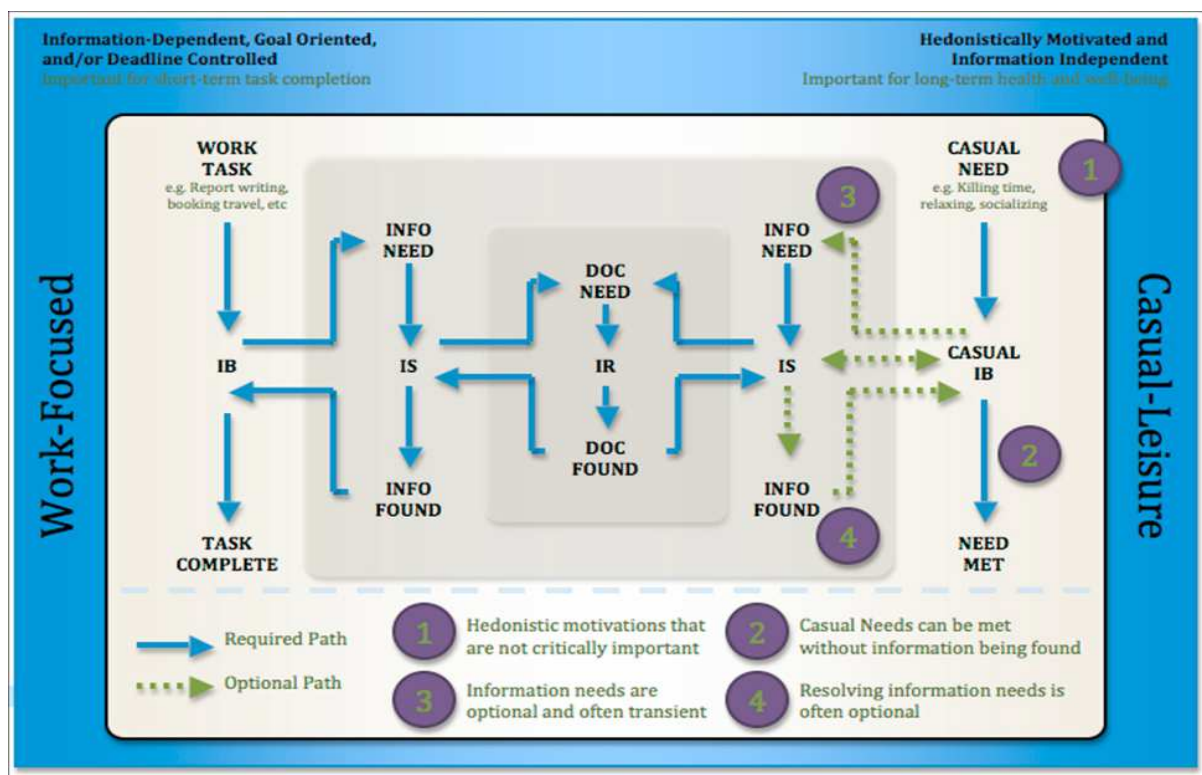 Information-Dependent, Goal Oriented,
and/or Deadline Controlled
Important for short-term task completion
Hedonistically Motivated and
Information Independent
Important for long-term health and well-being
Work-Focused
WORK
TASK
e.g. Report writing,
booking travel, etc
IB
TASK
COMPLETE
INFO
NEED
IS
INFO
FOUND
DOC
NEED
IR
DOC
FOUND
3
INFO
NEED
IS
INFO
FOUND
4
CASUAL
NEED
e.g. Killing time,
relaxing, socializing
1
CASUAL
IB
2
NEED
MET
Casual-Leisure
Required Path
Optional Path
1
Hedonistic motivations that
are not critically important
2
Casual Needs can be met
without information being found
3
Information needs are
optional and often transient
4
Resolving information needs is
often optional